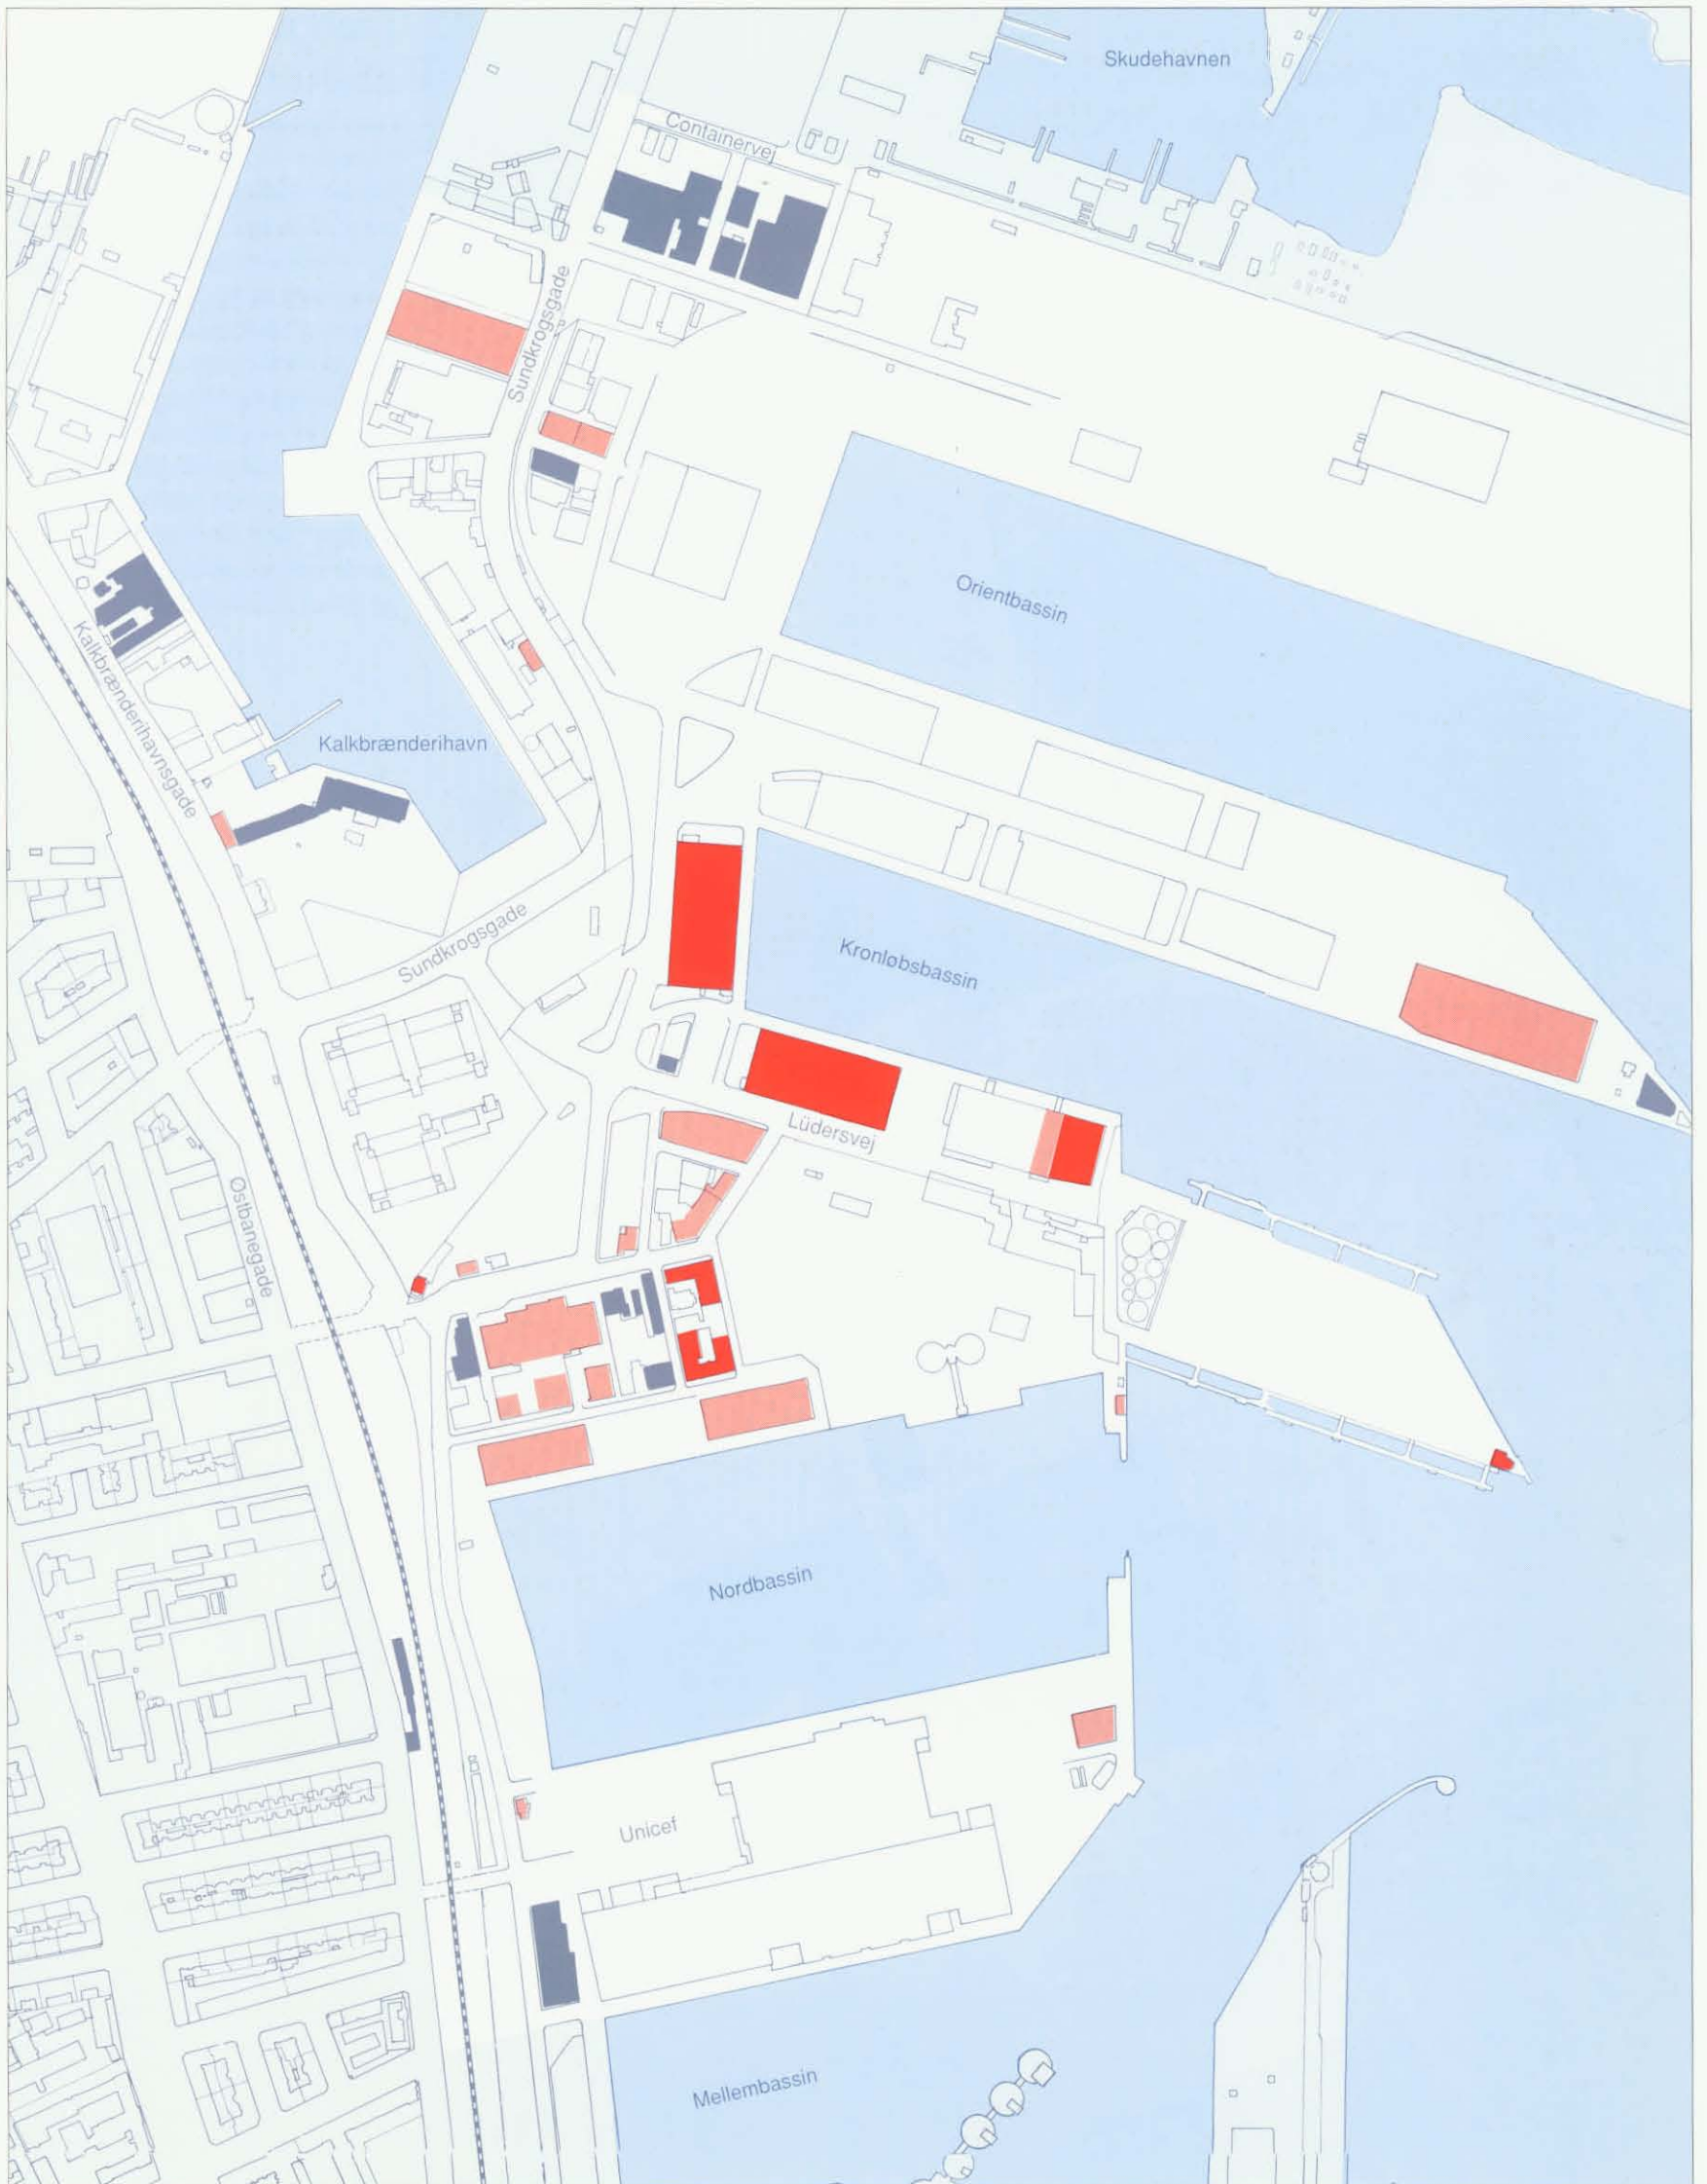 Skudehavnen
Containervej
Sundkrogsgade
Orientbassin
Kalkbrænderihavnsgade
Kalkbrænderihavn
Sundkrogsgade
Kronløbsbassin
Lüdersvej
Østbanegade
Nordbassin
Unicef
Mellembassin